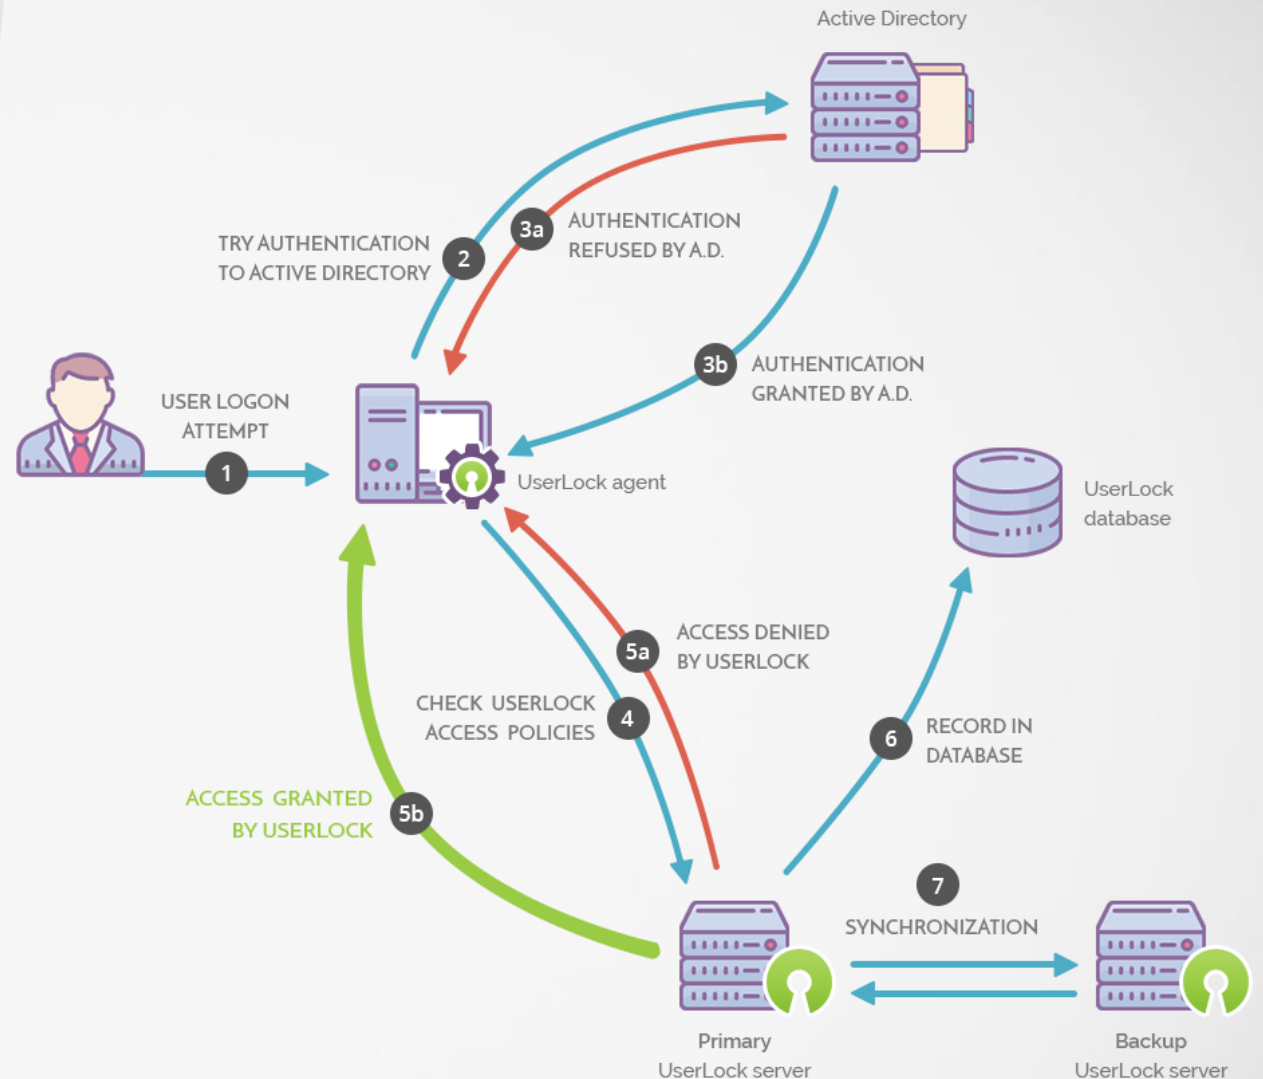 Active Directory
TRY AUTHENTICATION
TO ACTIVE DIRECTORY
2
3a
AUTHENTICATION
REFUSED BY A.D.
3b
AUTHENTICATION
GRANTED BY A.D.
USER LOGON
ATTEMPT
1
UserLock agent
UserLock
database
5a
ACCESS DENIED
BY USERLOCK
CHECK USERLOCK
ACCESS POLICIES
4
6
RECORD IN
DATABASE
ACCESS GRANTED
BY USERLOCK
5b
7
SYNCHRONIZATION
Primary
UserLock server
Backup
UserLock server